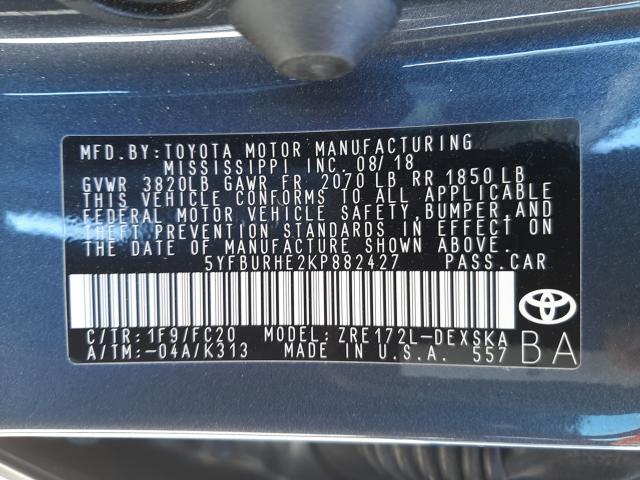 MFD.BY:TOYOTA MOTOR MANUFACTURING
MISSISSIPPI INC. 08/18
GVWR 3820LB GAWR FR 2070 LB RR 1850 LB
THIS VEHICLE CONFORMS TO ALL APPLICABLE
FEDERAL MOTOR VEHICLE SAFETY, BUMPER, AND
THEFT PREVENTION STANDARDS IN EFFECT ON
THE DATE OF MANUFACTURE SHOWN ABOVE.
5YFBURHE2KP882427 PASS.CAR
C/TR:1F9/FC20 MODEL:ZRE172L-DEXSKA
A/TM:-04A/K313 MADE IN U.S.A. 557
BA